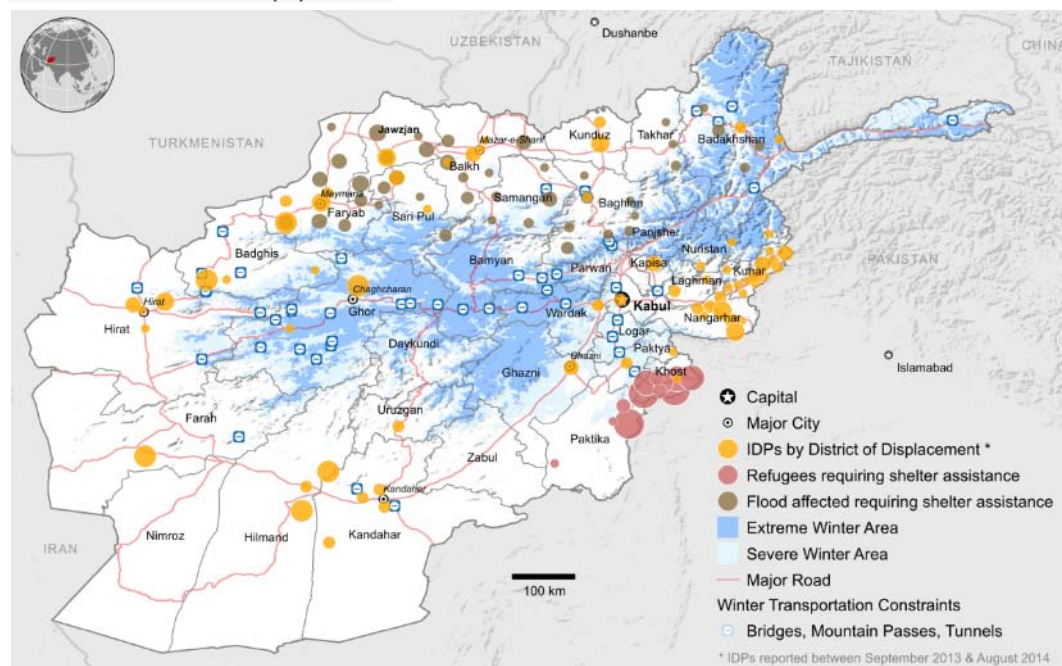 Dushanbe
UZBEKISTAN
CHINA
TAJIKISTAN
TURKMENISTAN
Jawzjan
Mazar-e-Sharif
Kunduz
Takhar
Badakhshan
Balkh
Maymana
Faryab
Sari Pul
Samangan
Baghlan
Panjsher
Badghis
Bamyan
Parwan
Kapisa
Nuristan
Laghman
Kunar
PAKISTAN
Hirat
Chaghcharan
Ghor
Wardak
Kabul
Nangarhar
Hirat
Daykundi
Logar
Paktya
Ghazni
Ghazni
Khost
Islamabad
Farah
Uruzgan
Paktika
Zabul
Kandahar
Nimroz
Hilmand
Kandahar
IRAN
100 km
Capital
Major City
IDPs by District of Displacement *
Refugees requiring shelter assistance
Flood affected requiring shelter assistance
Extreme Winter Area
Severe Winter Area
Major Road
Winter Transportation Constraints
Bridges, Mountain Passes, Tunnels
* IDPs reported between September 2013 & August 2014